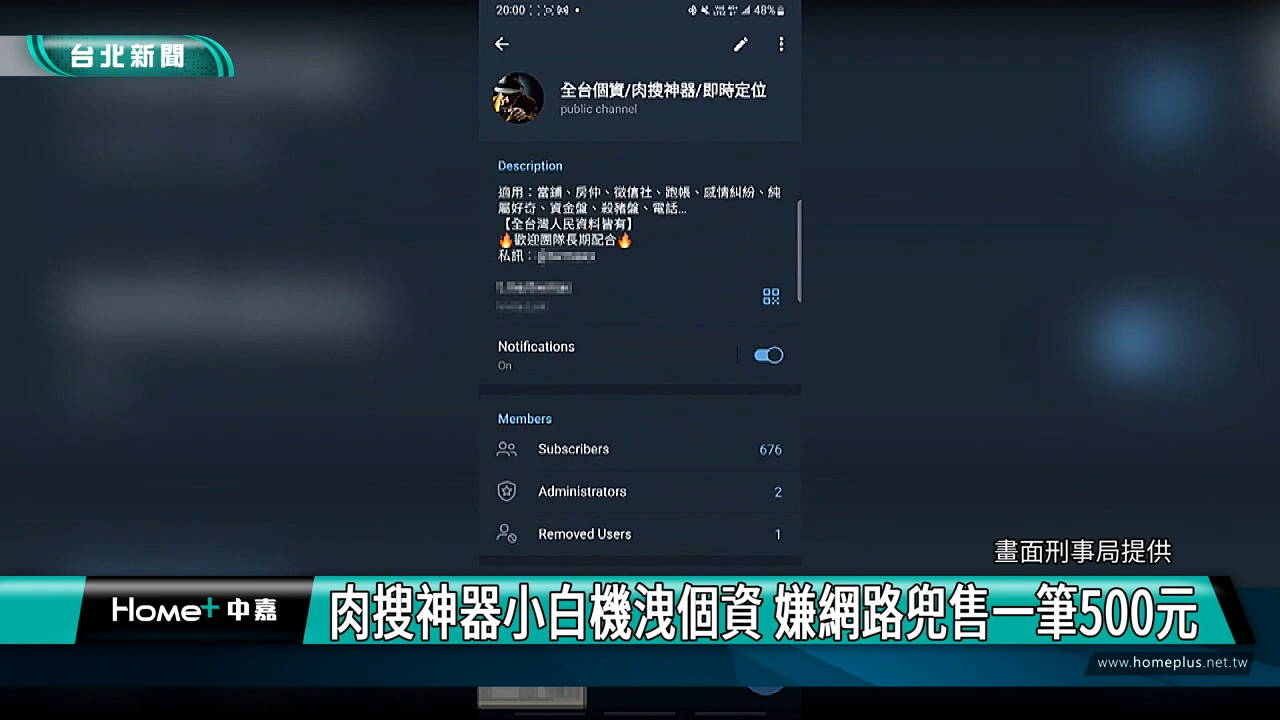 20:00
48%
台北新聞
全台個資/肉搜神器/即時定位
public channel
Description
適用：當鋪、房仲、徵信社、跑帳、感情糾紛、純
屬好奇、資金盤、殺豬盤、電話...
【全台灣人民資料皆有】
🔥歡迎團隊長期配合🔥
私訊：
Notifications
On
Members
Subscribers 676
Administrators 2
Removed Users 1
畫面刑事局提供
Home+ 中嘉
肉搜神器小白機洩個資 嫌網路兜售一筆500元
www.homeplus.net.tw